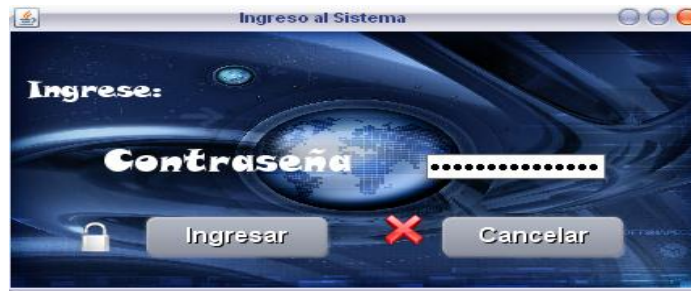 Ingreso al Sistema
Ingrese:
Contraseña
•••••••••••••••
Ingresar
Cancelar